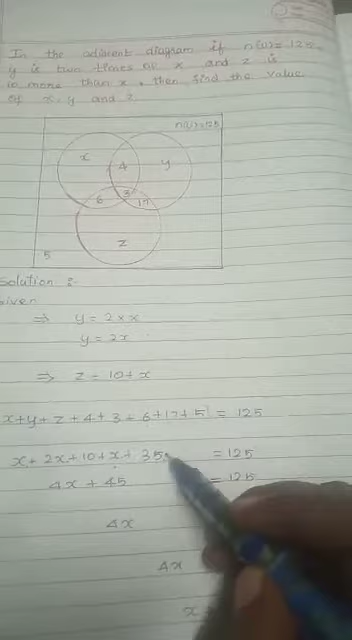 In the adjoint diagram if n(U)=125,
y is two times of x and z is
10 more than x, then find the value
of x, y and z
n(U)=125
x 4 y
6 3 17
z
5
Solution :-
Given
⇒ y = 2 × x
y = 2x
⇒ z = 10 + x
x + y + z + 4 + 3 + 6 + 17 + 5 = 125
x + 2x + 10 + x + 35 = 125
4x + 45 = 125
4x
4x
x